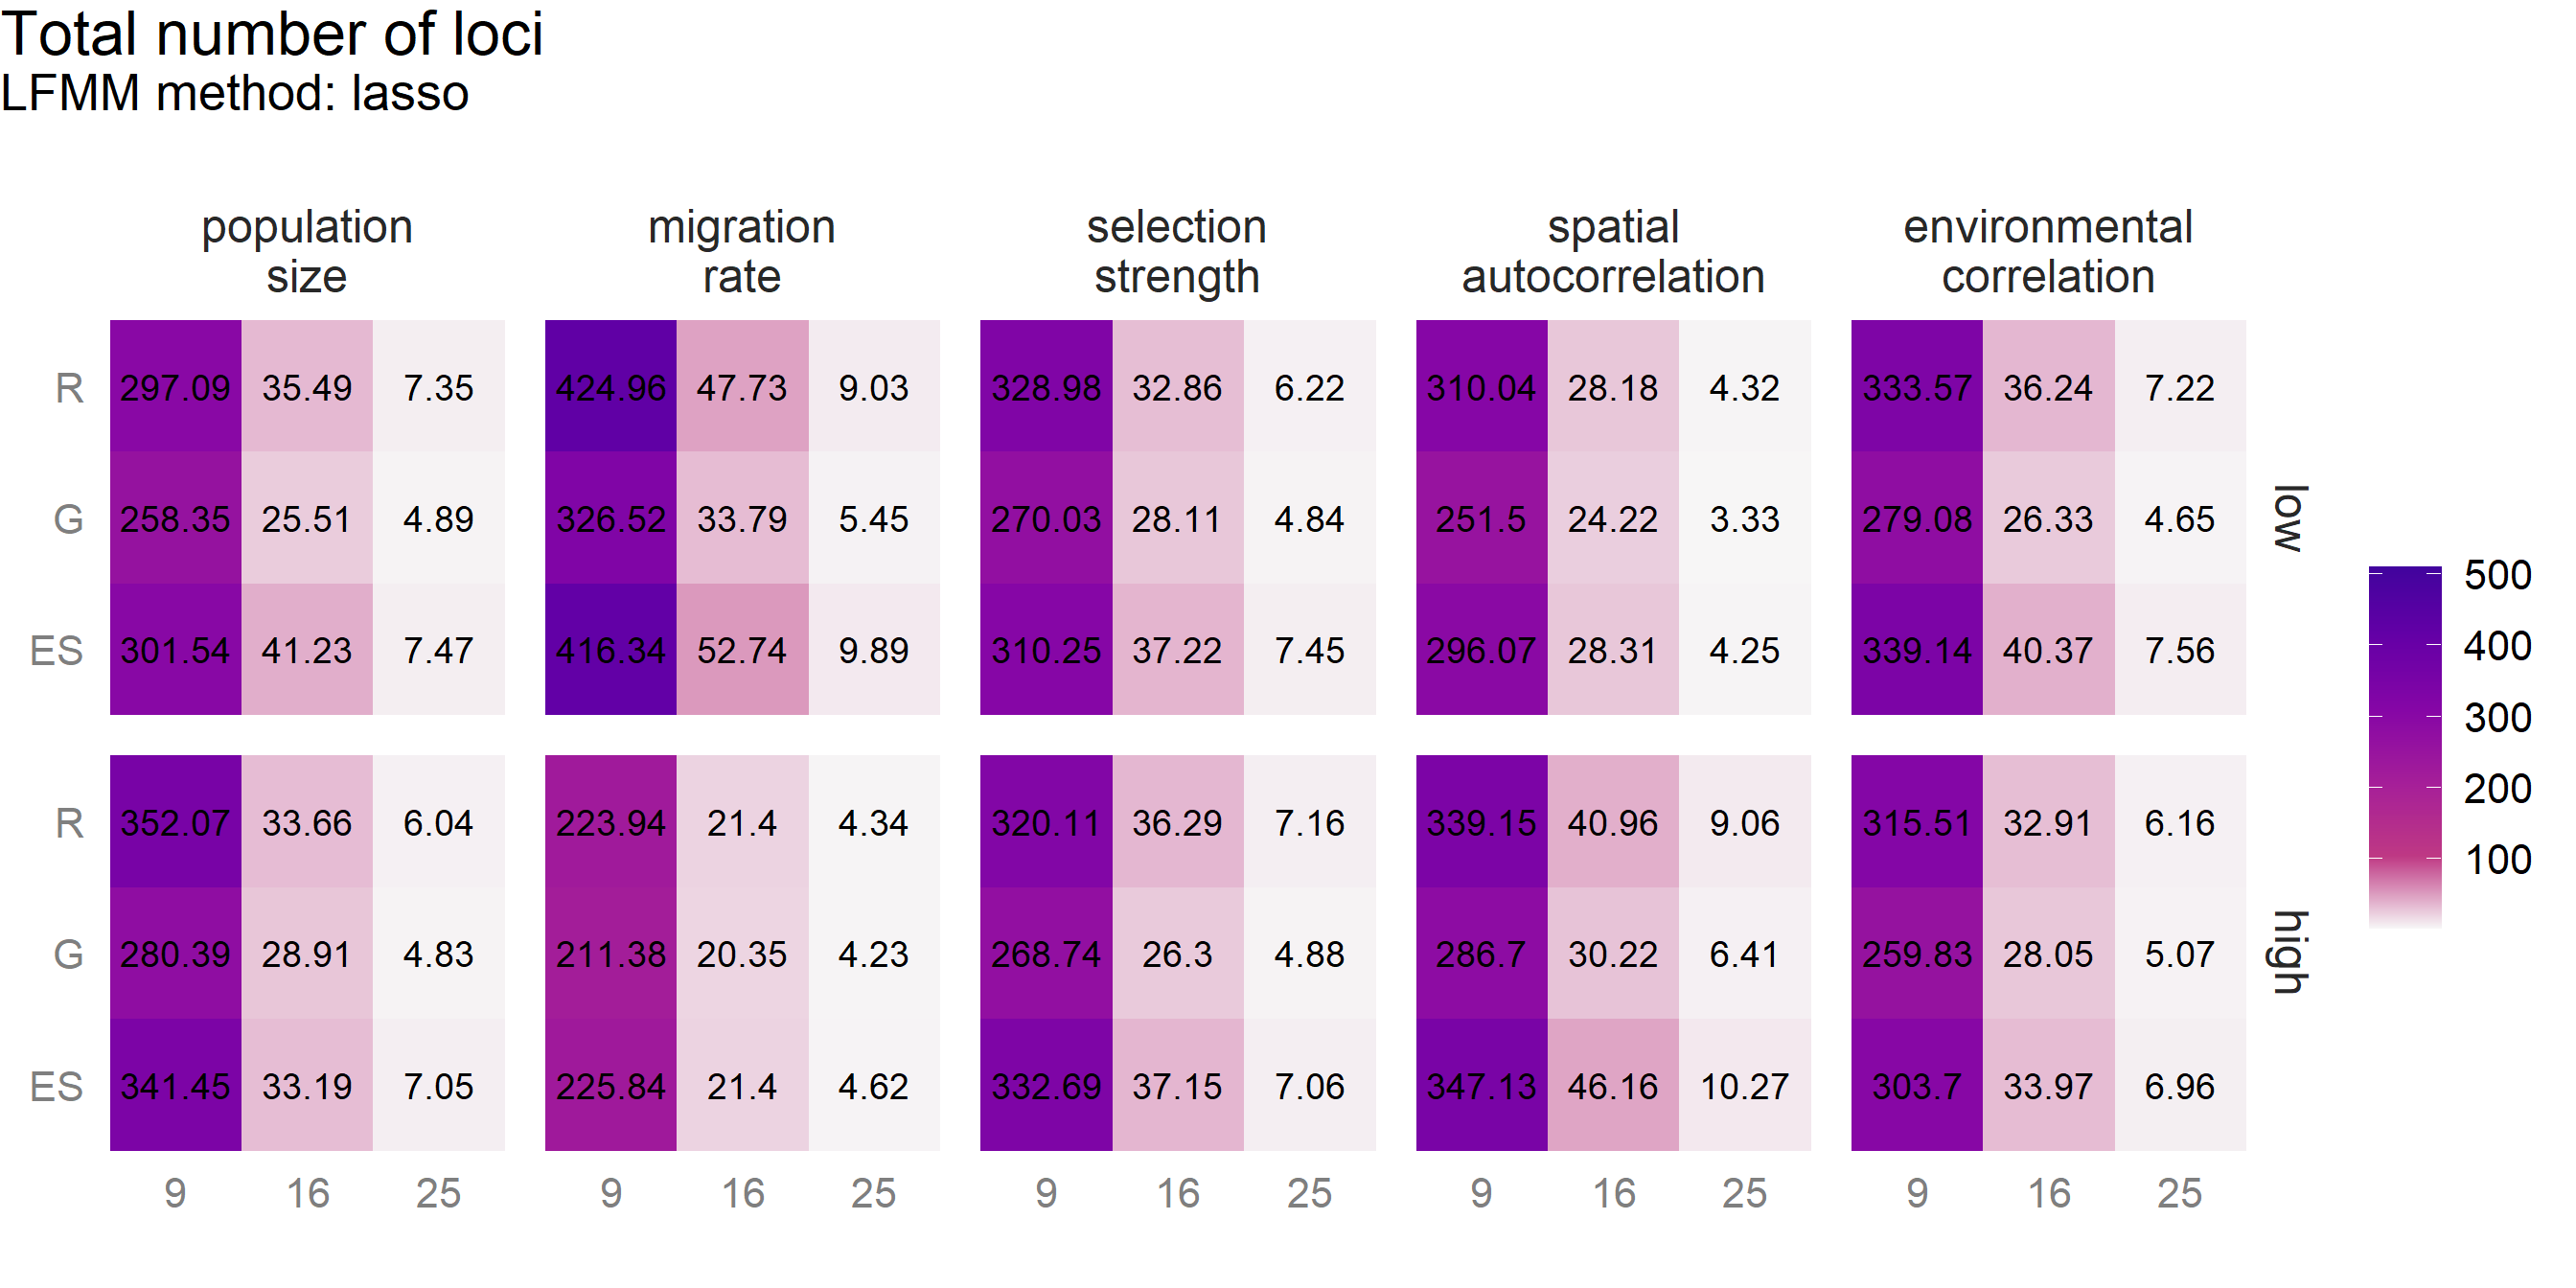 Total number of loci
LFMM method: lasso
population size
migration rate
selection strength
spatial autocorrelation
environmental correlation
R 297.09 35.49 7.35 424.96 47.73 9.03 328.98 32.86 6.22 310.04 28.18 4.32 333.57 36.24 7.22
G 258.35 25.51 4.89 326.52 33.79 5.45 270.03 28.11 4.84 251.5 24.22 3.33 279.08 26.33 4.65
ES 301.54 41.23 7.47 416.34 52.74 9.89 310.25 37.22 7.45 296.07 28.31 4.25 339.14 40.37 7.56
low
R 352.07 33.66 6.04 223.94 21.4 4.34 320.11 36.29 7.16 339.15 40.96 9.06 315.51 32.91 6.16
G 280.39 28.91 4.83 211.38 20.35 4.23 268.74 26.3 4.88 286.7 30.22 6.41 259.83 28.05 5.07
ES 341.45 33.19 7.05 225.84 21.4 4.62 332.69 37.15 7.06 347.13 46.16 10.27 303.7 33.97 6.96
high
9 16 25 9 16 25 9 16 25 9 16 25 9 16 25
500
400
300
200
100